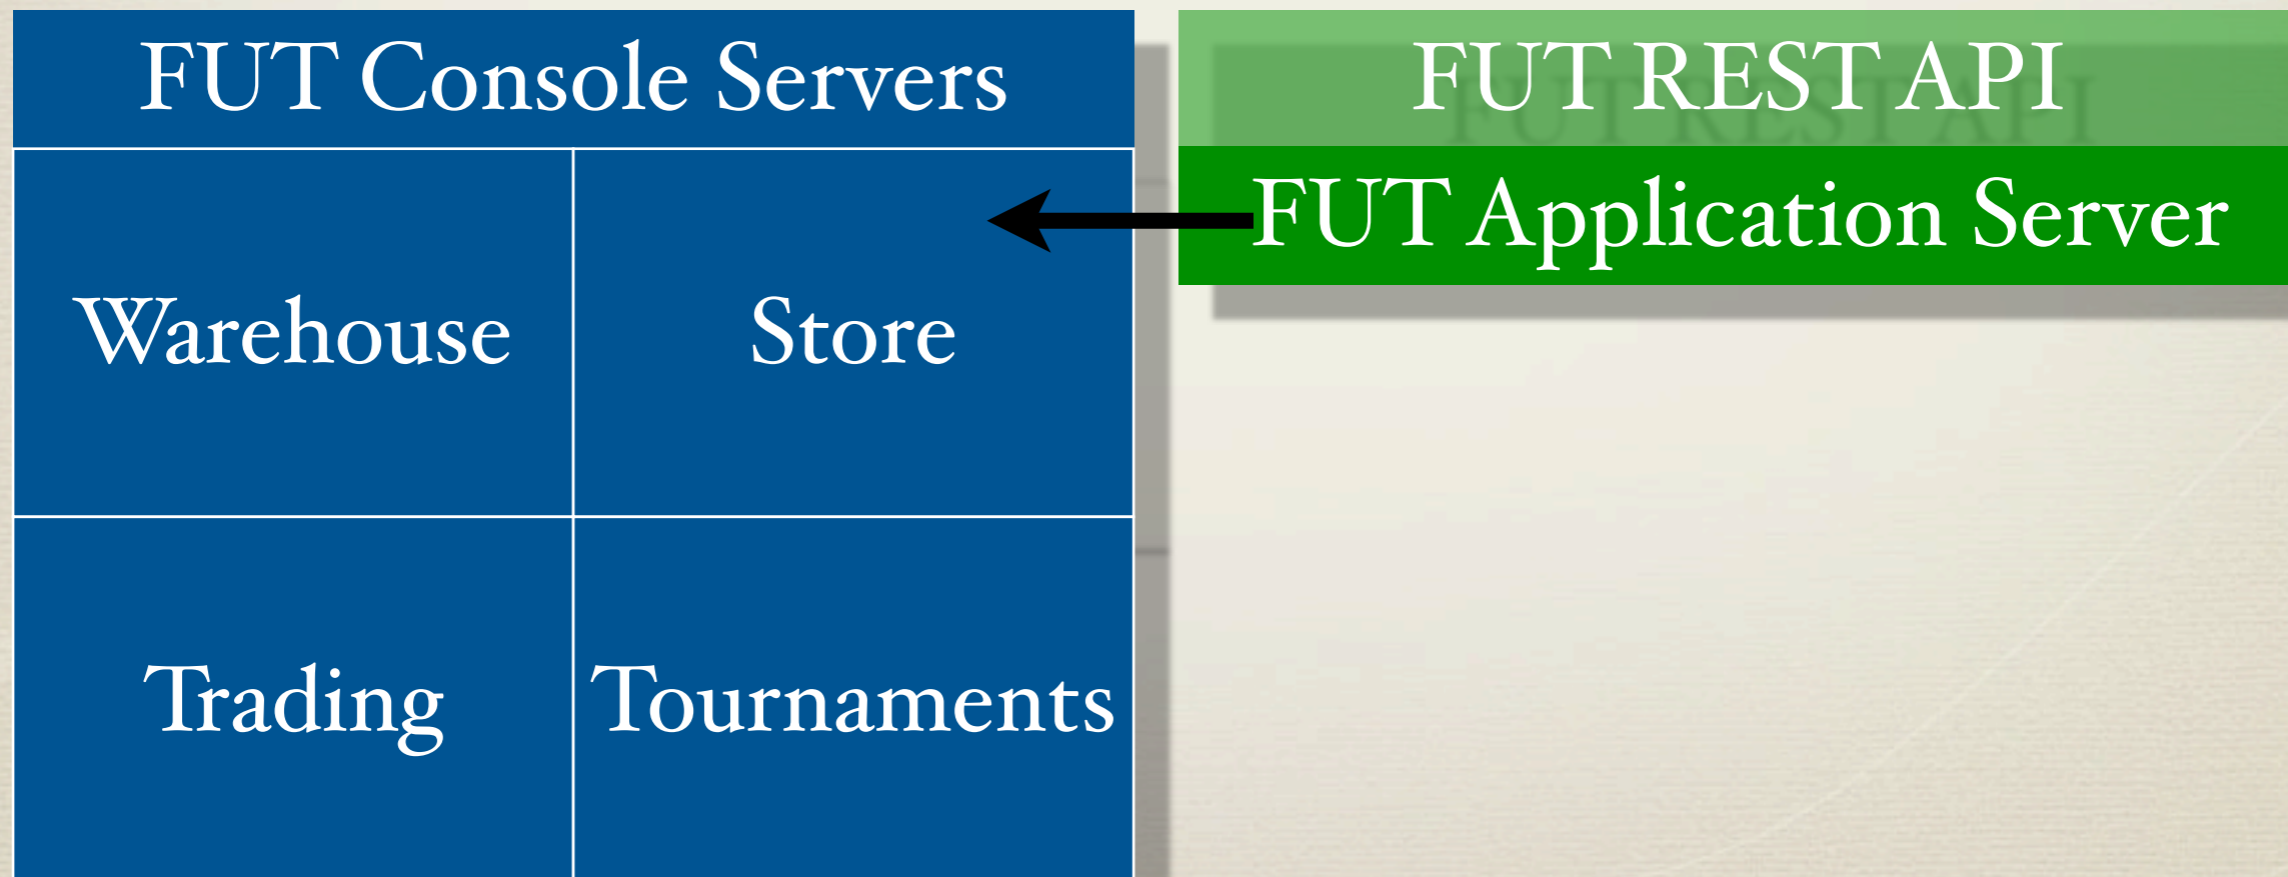 FUT Console Servers
Warehouse
Store
Trading
Tournaments
FUT REST API
FUT Application Server